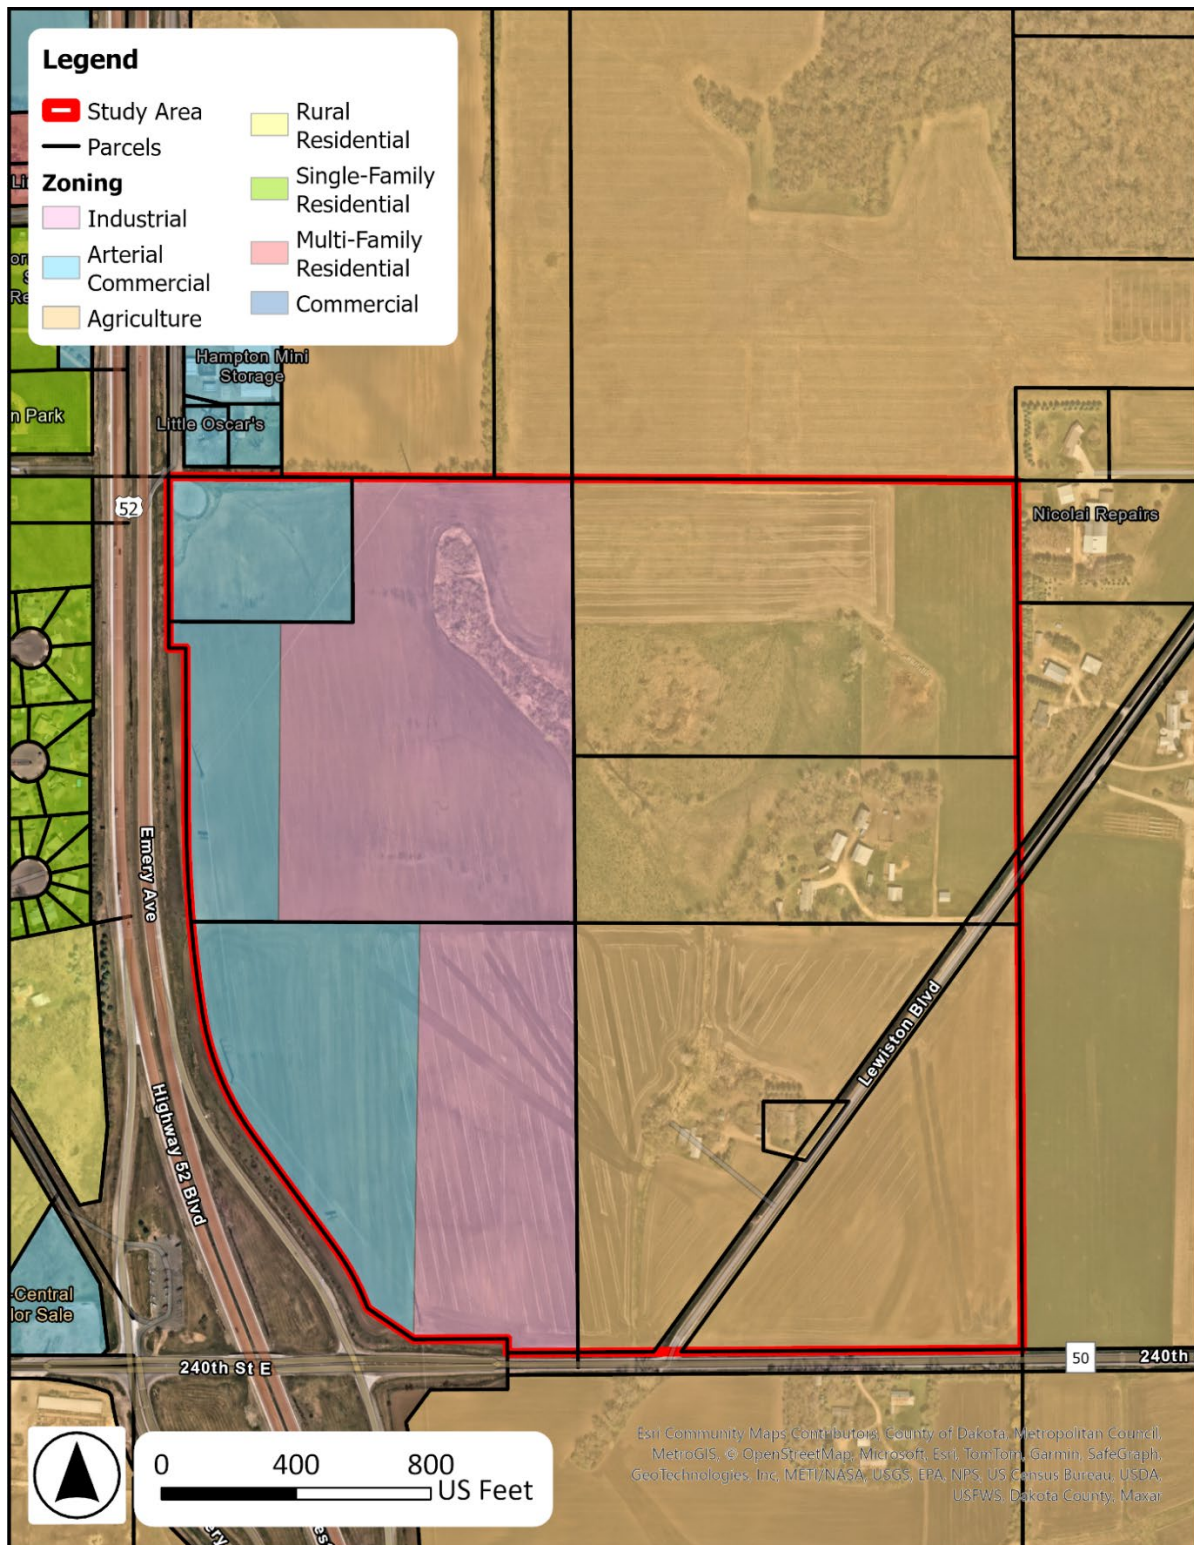 Legend
Study Area
Parcels
Zoning
Industrial
Arterial
Commercial
Agriculture
Rural
Residential
Single-Family
Residential
Multi-Family
Residential
Commercial
Hampton Mini
Storage
Little Oscar's
n Park
52
Nicolai Repairs
Emery Ave
Lewiston Blvd
Highway 52 Blvd
-Central
lor Sale
240th St E
50
240th
0
400
800
US Feet
Esri Community Maps Contributors, County of Dakota, Metropolitan Council,
MetroGIS, © OpenStreetMap, Microsoft, Esri, TomTom, Garmin, SafeGraph,
GeoTechnologies, Inc, METI/NASA, USGS, EPA, NPS, US Census Bureau, USDA,
USFWS, Dakota County, Maxar